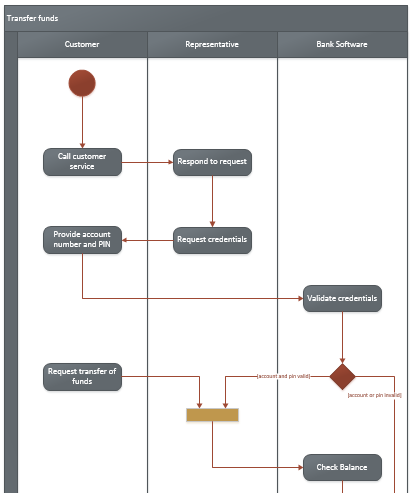 Transfer funds
Customer
Representative
Bank Software
Call customer
service
Respond to request
Provide account
number and PIN
Request credentials
Validate credentials
Request transfer of
funds
[account and pin valid]
[account or pin invalid]
Check Balance